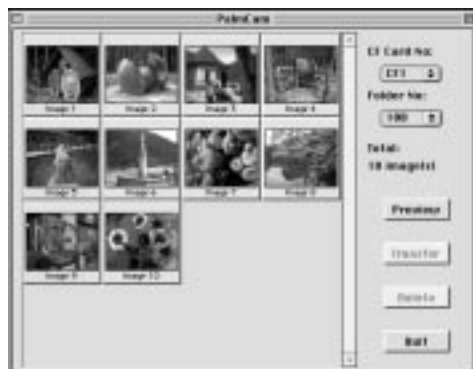 PalmCam
Image 1
Image 2
Image 3
Image 4
Image 5
Image 6
Image 7
Image 8
Image 9
Image 10
CF Card No:
CF1
Folder No:
100
Total:
10 image(s)
Preview
Transfer
Delete
Quit